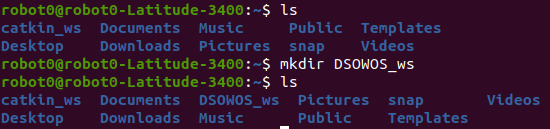 robot0@robot0-Latitude-3400:~$ ls
catkin_ws  Documents  Music     Public  Templates
Desktop    Downloads  Pictures  snap    Videos
robot0@robot0-Latitude-3400:~$ mkdir DSOWOS_ws
robot0@robot0-Latitude-3400:~$ ls
catkin_ws  Documents  DSOWOS_ws  Pictures  snap       Videos
Desktop    Downloads  Music      Public    Templates